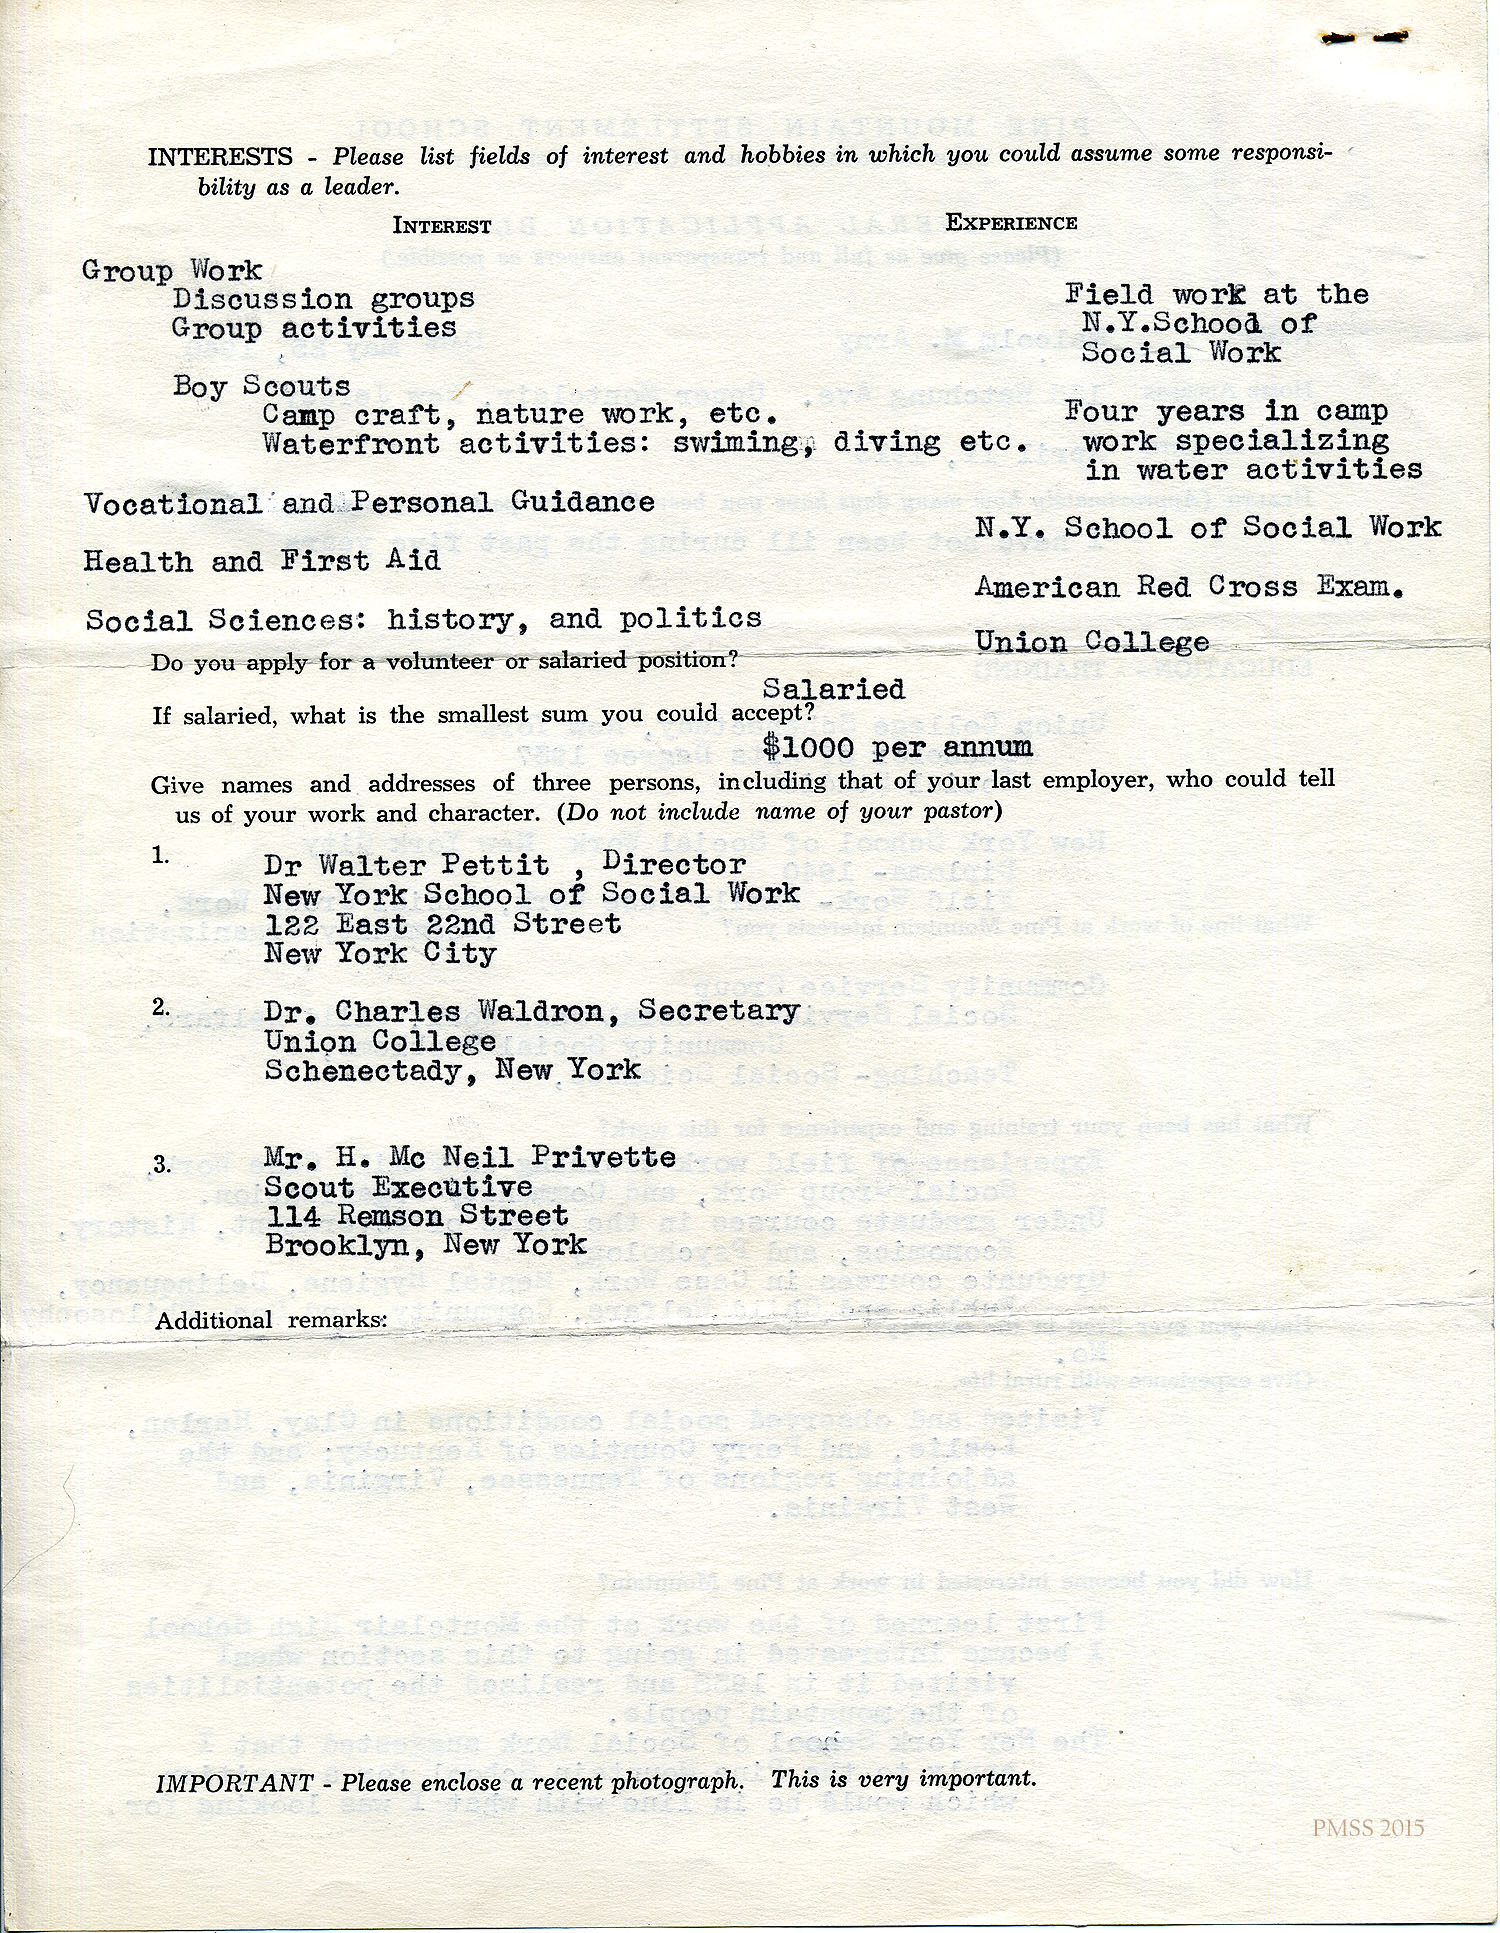 INTERESTS - Please list fields of interest and hobbies in which you could assume some responsi-
bility as a leader.
INTEREST EXPERIENCE
Group Work
Discussion groups Field work at the
Group activities N.Y.School of
Social Work
Boy Scouts
Camp craft, nature work, etc. Four years in camp
Waterfront activities: swiming, diving etc. work specializing
in water activities
Vocational and Personal Guidance
N.Y. School of Social Work
Health and First Aid
American Red Cross Exam.
Social Sciences: history, and politics
Union College
Do you apply for a volunteer or salaried position?
Salaried
If salaried, what is the smallest sum you could accept?
$1000 per annum
Give names and addresses of three persons, including that of your last employer, who could tell
us of your work and character. (Do not include name of your pastor)
1. Dr Walter Pettit , Director
New York School of Social Work
122 East 22nd Street
New York City
2. Dr. Charles Waldron, Secretary
Union College
Schenectady, New York
3. Mr. H. Mc Neil Privette
Scout Executive
114 Remson Street
Brooklyn, New York
Additional remarks:
IMPORTANT - Please enclose a recent photograph. This is very important.
PMSS 2015